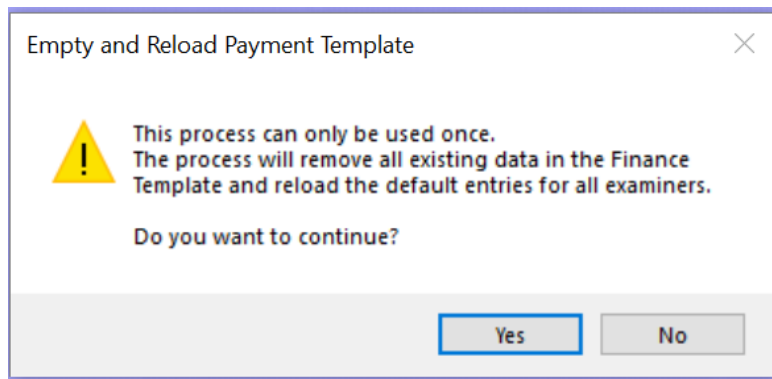 Empty and Reload Payment Template
This process can only be used once.
The process will remove all existing data in the Finance
Template and reload the default entries for all examiners.
Do you want to continue?
Yes
No